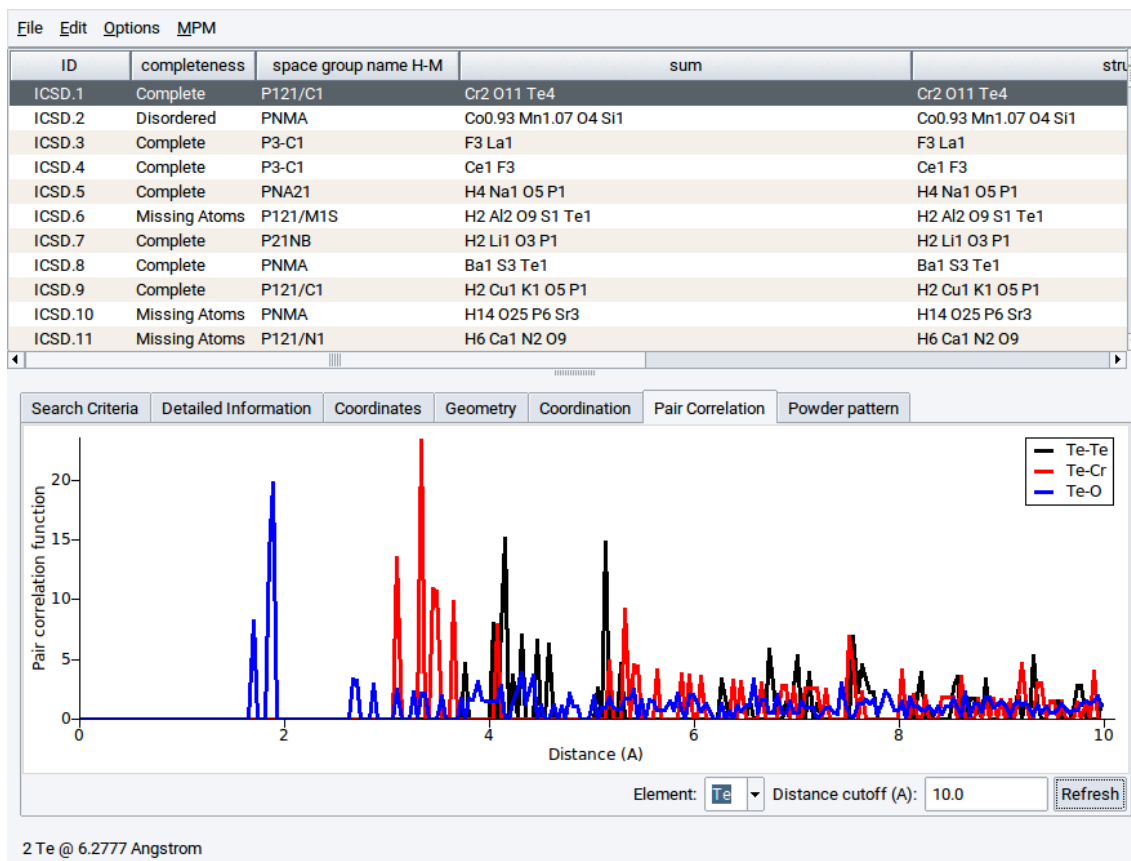 File Edit Options MPM
ID completeness space group name H-M sum stru
ICSD.1 Complete P121/C1 Cr2 O11 Te4 Cr2 O11 Te4
ICSD.2 Disordered PNMA Co0.93 Mn1.07 O4 Si1 Co0.93 Mn1.07 O4 Si1
ICSD.3 Complete P3-C1 F3 La1 F3 La1
ICSD.4 Complete P3-C1 Ce1 F3 Ce1 F3
ICSD.5 Complete PNA21 H4 Na1 O5 P1 H4 Na1 O5 P1
ICSD.6 Missing Atoms P121/M1S H2 Al2 O9 S1 Te1 H2 Al2 O9 S1 Te1
ICSD.7 Complete P21NB H2 Li1 O3 P1 H2 Li1 O3 P1
ICSD.8 Complete PNMA Ba1 S3 Te1 Ba1 S3 Te1
ICSD.9 Complete P121/C1 H2 Cu1 K1 O5 P1 H2 Cu1 K1 O5 P1
ICSD.10 Missing Atoms PNMA H14 O25 P6 Sr3 H14 O25 P6 Sr3
ICSD.11 Missing Atoms P121/N1 H6 Ca1 N2 O9 H6 Ca1 N2 O9
Search Criteria Detailed Information Coordinates Geometry Coordination Pair Correlation Powder pattern
Te-Te
Te-Cr
Te-O
Pair correlation function
20
15
10
5
0
0 2 4 6 8 10
Distance (A)
Element: Te Distance cutoff (A): 10.0 Refresh
2 Te @ 6.2777 Angstrom